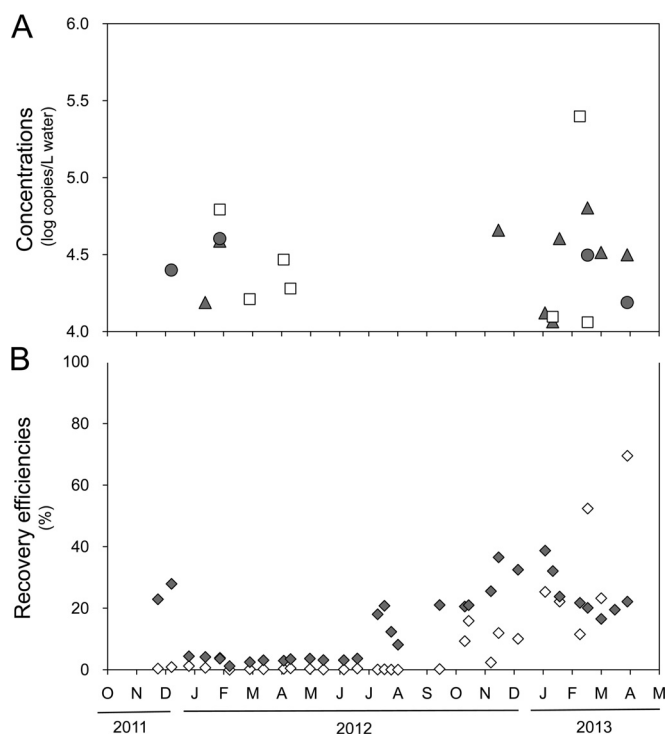 A
Concentrations
(log copies/L water)
6.0
5.5
5.0
4.5
4.0
B
Recovery efficiencies
(%)
100
80
60
40
20
0
O N D J F M A M J J A S O N D J F M A M
2011 2012 2013